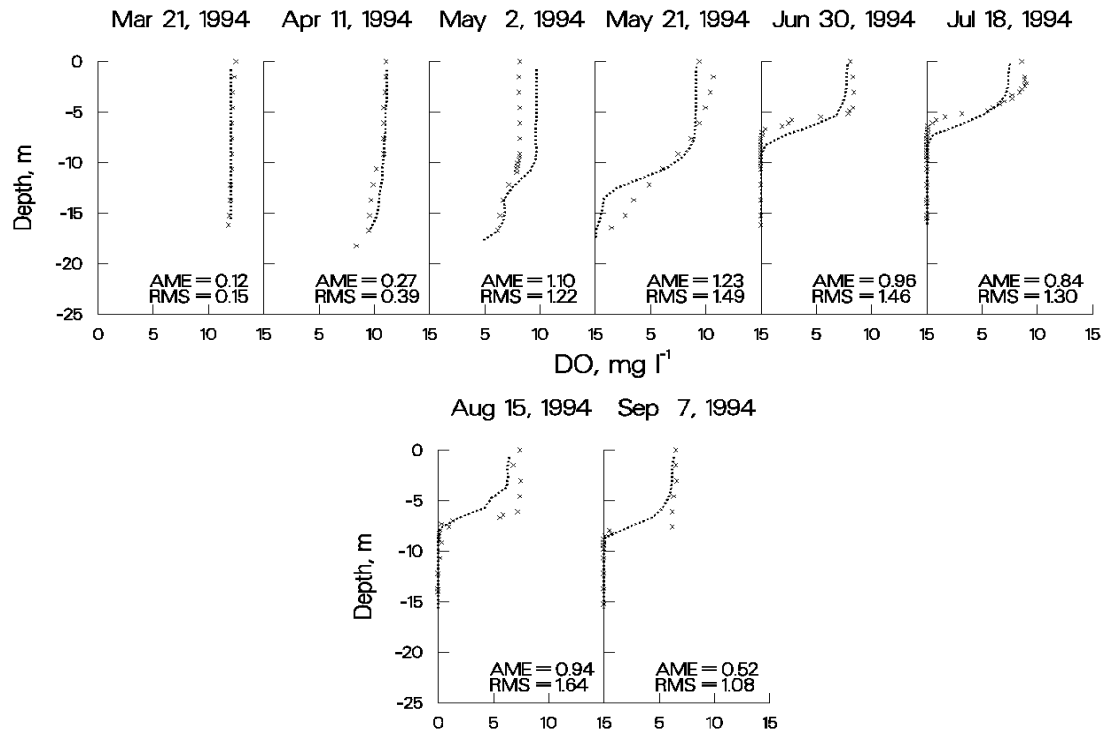 Mar 21, 1994 Apr 11, 1994 May 2, 1994 May 21, 1994 Jun 30, 1994 Jul 18, 1994
0
-5
-10
-15
-20
-25
Depth, m
AME = 0.12 AME = 0.27 AME = 1.10 AME = 1.23 AME = 0.96 AME = 0.84
RMS = 0.15 RMS = 0.39 RMS = 1.22 RMS = 1.49 RMS = 1.46 RMS = 1.30
0 5 10 15 5 10 5 10 15 5 10 15 5 10 15 5 10 15
DO, mg l-1
Aug 15, 1994 Sep 7, 1994
0
-5
-10
-15
-20
-25
Depth, m
AME = 0.94 AME = 0.52
RMS = 1.64 RMS = 1.08
0 5 10 15 5 10 15